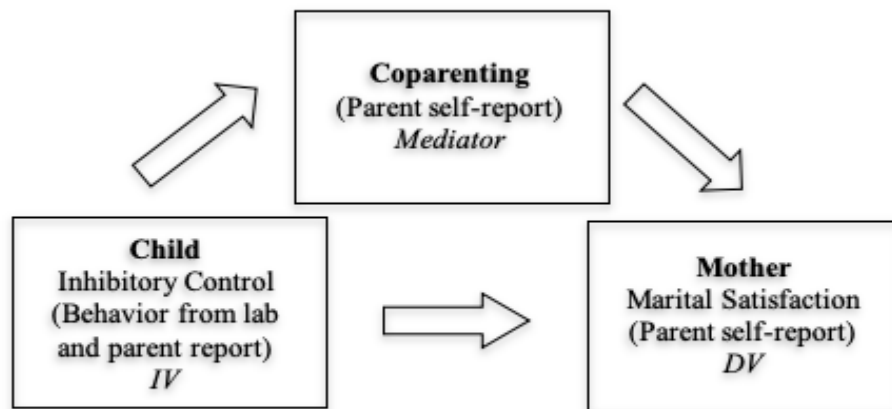 Coparenting
(Parent self-report)
Mediator
Child
Inhibitory Control
(Behavior from lab
and parent report)
IV
Mother
Marital Satisfaction
(Parent self-report)
DV